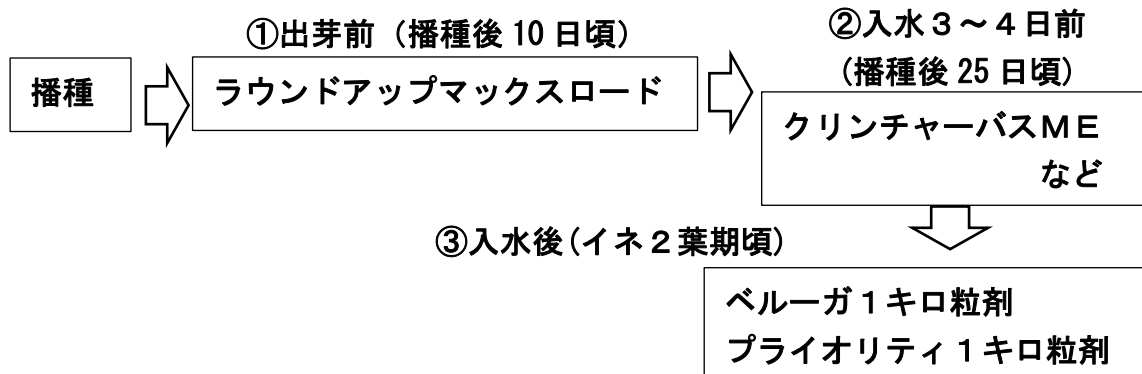 ①出芽前（播種後10日頃）
播種
ラウンドアップマックスロード
②入水３～４日前
（播種後25日頃）
クリンチャーバスＭＥ
など
③入水後（イネ２葉期頃）
ベルーガ１キロ粒剤
プライオリティ１キロ粒剤